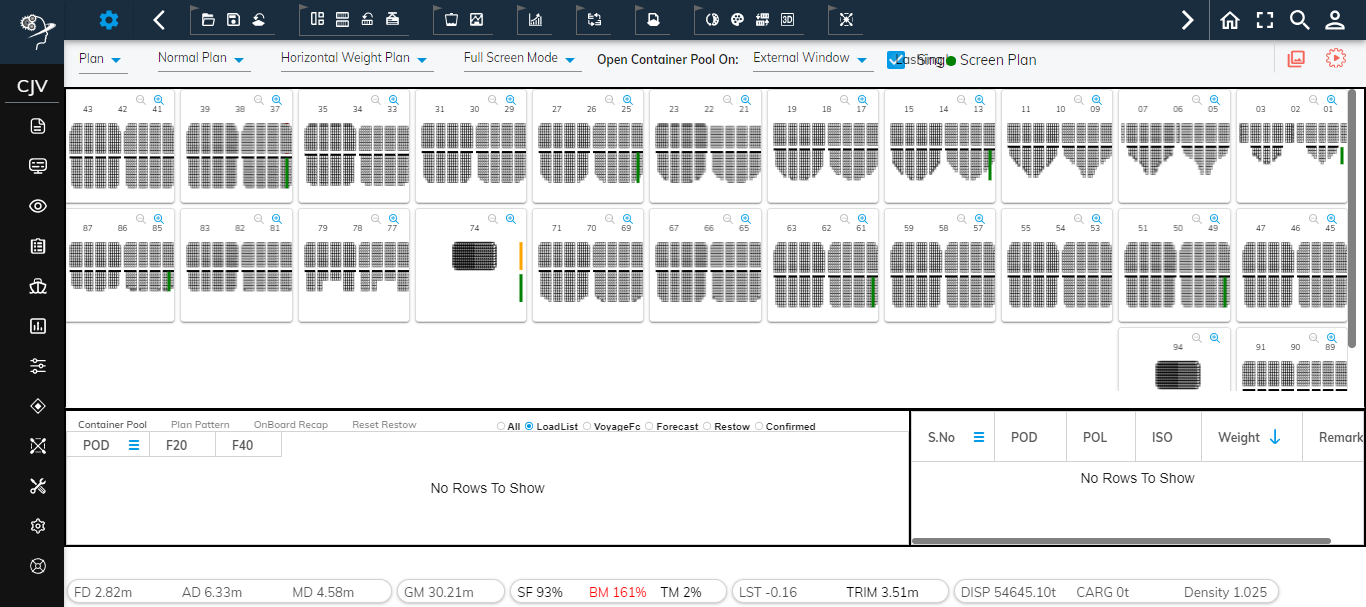 CJV
Plan
Normal Plan
Horizontal Weight Plan
Full Screen Mode
Open Container Pool On:
External Window
Screen Plan
43 42 41
39 38 37
35 34 33
31 30 29
27 26 25
23 22 21
19 18 17
15 14 13
11 10 09
07 06 05
03 02 01
87 86 85
83 82 81
79 78 77
74
71 70 69
67 66 65
63 62 61
59 58 57
55 54 53
51 50 49
47 46 45
94
91 90 89
Container Pool Plan Pattern OnBoard Recap Reset Restow
All LoadList VoyageFc Forecast Restow Confirmed
POD F20 F40
No Rows To Show
S.No POD POL ISO Weight Remark
No Rows To Show
FD 2.82m AD 6.33m MD 4.58m
GM 30.21m
SF 93% BM 161% TM 2%
LST -0.16 TRIM 3.51m
DISP 54645.10t CARG 0t Density 1.025
3D